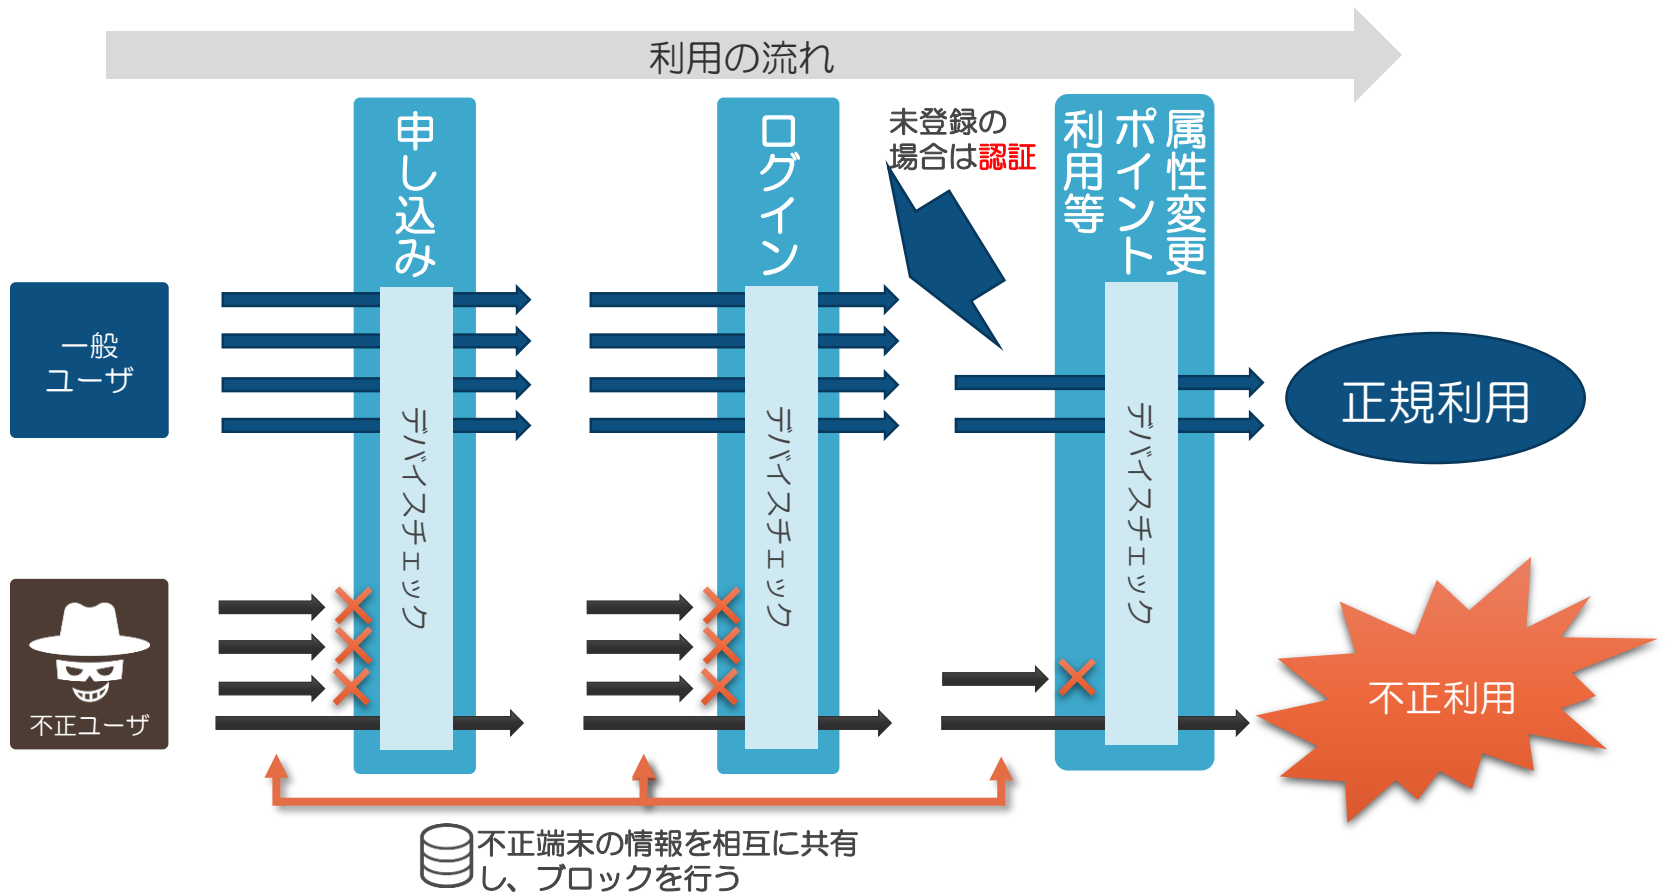 利用の流れ
申し込み
デバイスチェック
ログイン
デバイスチェック
未登録の
場合は認証
属性変更
ポイント
利用等
デバイスチェック
一般
ユーザ
正規利用
不正ユーザ
不正利用
不正端末の情報を相互に共有
し、ブロックを行う